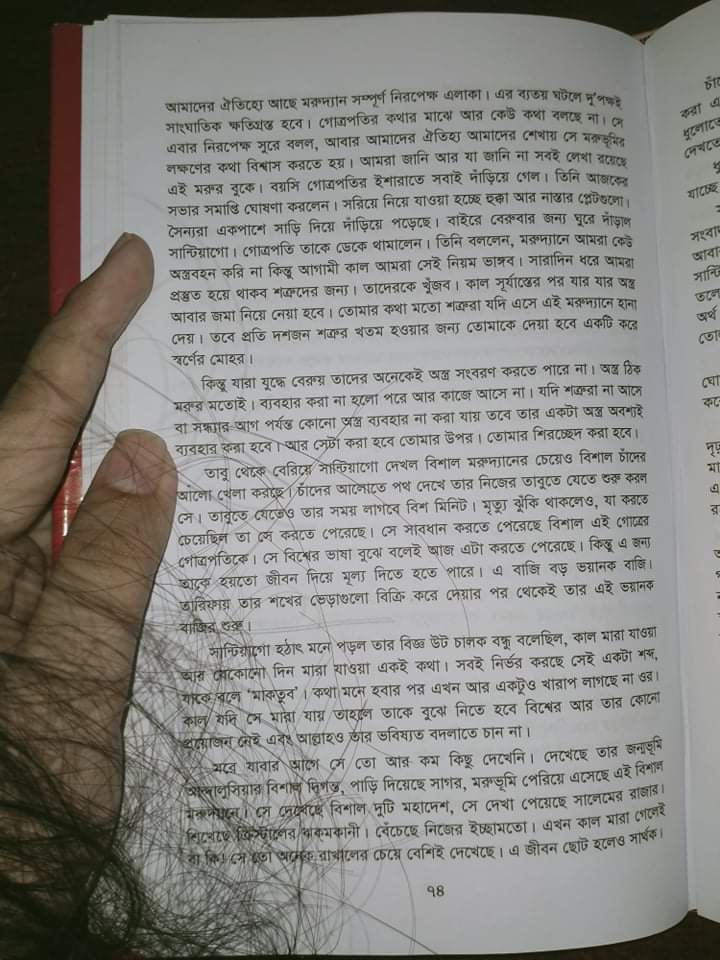 আমাদের ঐতিহ্যে আছে মরুদ্যান সম্পূর্ণ নিরপেক্ষ এলাকা। এর ব্যতয় ঘটলে দু'পক্ষই
সাংঘাতিক ক্ষতিগ্রস্ত হবে। গোত্রপতির কথার মাঝে আর কেউ কথা বলছে না। সে
এবার নিরপেক্ষ সুরে বলল, আবার আমাদের ঐতিহ্য আমাদের শেখায় সে মরুভূমির
লক্ষণের কথা বিশ্বাস করতে হয়। আমরা জানি আর যা জানি না সবই লেখা রয়েছে
এই মরুর বুকে। বয়সি গোত্রপতির ইশারাতে সবাই দাঁড়িয়ে গেল। তিনি আজকের
সভার সমাপ্তি ঘোষণা করলেন। সরিয়ে নিয়ে যাওয়া হচ্ছে হুক্কা আর নাস্তার প্লেটগুলো।
সৈন্যরা একপাশে সাড়ি দিয়ে দাঁড়িয়ে পড়েছে। বাইরে বেরুবার জন্য ঘুরে দাঁড়াল
সান্টিয়াগো। গোত্রপতি তাকে ডেকে থামালেন। তিনি বললেন, মরুদ্যানে আমরা কেউ
অস্ত্রবহন করি না কিন্তু আগামী কাল আমরা সেই নিয়ম ভাঙ্গব। সারাদিন ধরে আমরা
প্রস্তুত হয়ে থাকব শত্রুদের জন্য। তাদেরকে খুঁজব। কাল সূর্যাস্তের পর যার যার অস্ত্র
আবার জমা নিয়ে নেয়া হবে। তোমার কথা মতো শত্রুরা যদি এসে এই মরুদ্যানে হানা
দেয়। তবে প্রতি দশজন শত্রুর খতম হওয়ার জন্য তোমাকে দেয়া হবে একটি করে
স্বর্ণের মোহর।
কিন্তু যারা যুদ্ধে বেরুয় তাদের অনেকেই অস্ত্র সংবরণ করতে পারে না। অস্ত্র ঠিক
মরুর মতোই। ব্যবহার করা না হলো পরে আর কাজে আসে না। যদি শত্রুরা না আসে
বা সন্ধ্যার আগ পর্যন্ত কোনো অস্ত্র ব্যবহার না করা যায় তবে তার একটা অস্ত্র অবশ্যই
ব্যবহার করা হবে। আর সেটা করা হবে তোমার উপর। তোমার শিরচ্ছেদ করা হবে।
তাবু থেকে বেরিয়ে সান্টিয়াগো দেখল বিশাল মরুদ্যানের চেয়েও বিশাল চাঁদের
আলো খেলা করছে। চাঁদের আলোতে পথ দেখে তার নিজের তাবুতে যেতে শুরু করল
সে। তাবুতে যেতেও তার সময় লাগবে বিশ মিনিট। মৃত্যু ঝুঁকি থাকলেও, যা করতে
চেয়েছিল তা সে করতে পেরেছে। সে সাবধান করতে পেরেছে বিশাল এই গোত্রের
গোত্রপতিকে। সে বিশ্বের ভাষা বুঝে বলেই আজ এটা করতে পেরেছে। কিন্তু এ জন্য
তাকে হয়তো জীবন দিয়ে মূল্য দিতে হতে পারে। এ বাজি বড় ভয়ানক বাজি।
তারিফায় তার শখের ভেড়াগুলো বিক্রি করে দেয়ার পর থেকেই তার এই ভয়ানক
বাজির শুরু।
সান্টিয়াগো হঠাৎ মনে পড়ল তার বিজ্ঞ উট চালক বন্ধু বলেছিল, কাল মারা যাওয়া
আর যেকোনো দিন মারা যাওয়া একই কথা। সবই নির্ভর করছে সেই একটা শব্দ,
যাকে বলে 'মাকতুব'। কথা মনে হবার পর এখন আর একটুও খারাপ লাগছে না ওর।
কাল যদি সে মারা যায় তাহলে তাকে বুঝে নিতে হবে বিশ্বের আর তার কোনো
প্রয়োজন নেই এবং আল্লাহও তার ভবিষ্যত বদলাতে চান না।
মরে যাবার আগে সে তো আর কম কিছু দেখেনি। দেখেছে তার জন্মভূমি
আন্দালুসিয়ার বিশাল দিগন্ত, পাড়ি দিয়েছে সাগর, মরুভূমি পেরিয়ে এসেছে এই বিশাল
মরুদ্যানে। সে দেখেছে বিশাল দুটি মহাদেশ, সে দেখা পেয়েছে সালেমের রাজার।
শিখেছে ক্রিস্টালের ঝকমকানী। বেঁচেছে নিজের ইচ্ছামতো। এখন কাল মারা গেলেই
বা কি! সে তো অনেক রাখালের চেয়ে বেশিই দেখেছে। এ জীবন ছোট হলেও সার্থক।
৭৪